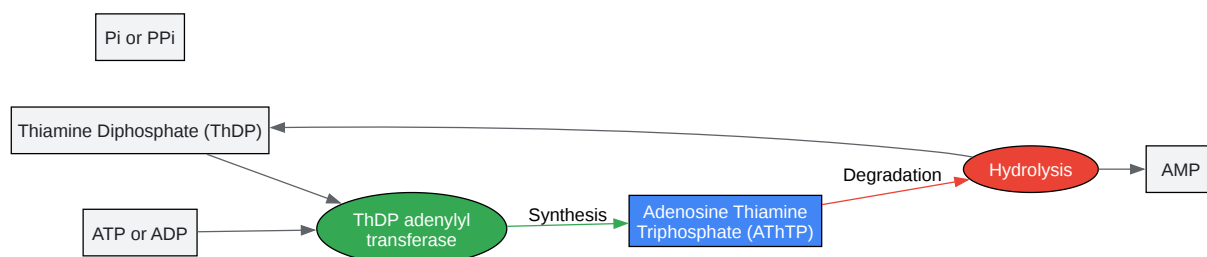 Pi or PPi
Thiamine Diphosphate (ThDP)
ATP or ADP
ThDP adenylyl
transferase
Synthesis
Adenosine Thiamine
Triphosphate (AThTP)
Degradation
Hydrolysis
AMP